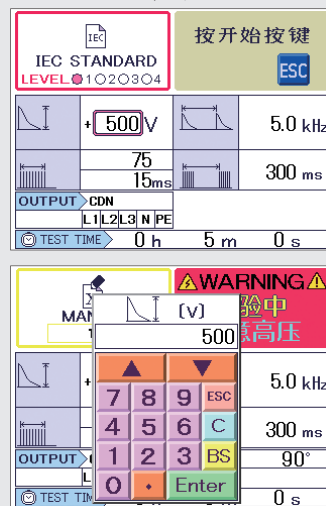 IEC
按开始按键
IEC STANDARD
LEVEL 1 2 3 4
ESC
+ 500 V
5.0 kHz
75
15ms
300 ms
OUTPUT CDN
L1 L2 L3 N PE
TEST TIME 0 h 5 m 0 s
WARNING
MAN
验中
意高压
[V]
500
+
5.0 kHz
7 8 9 ESC
4 5 6 C
300 ms
1 2 3 BS
OUTPUT
90°
0 . Enter
L
TEST TIM
0 s